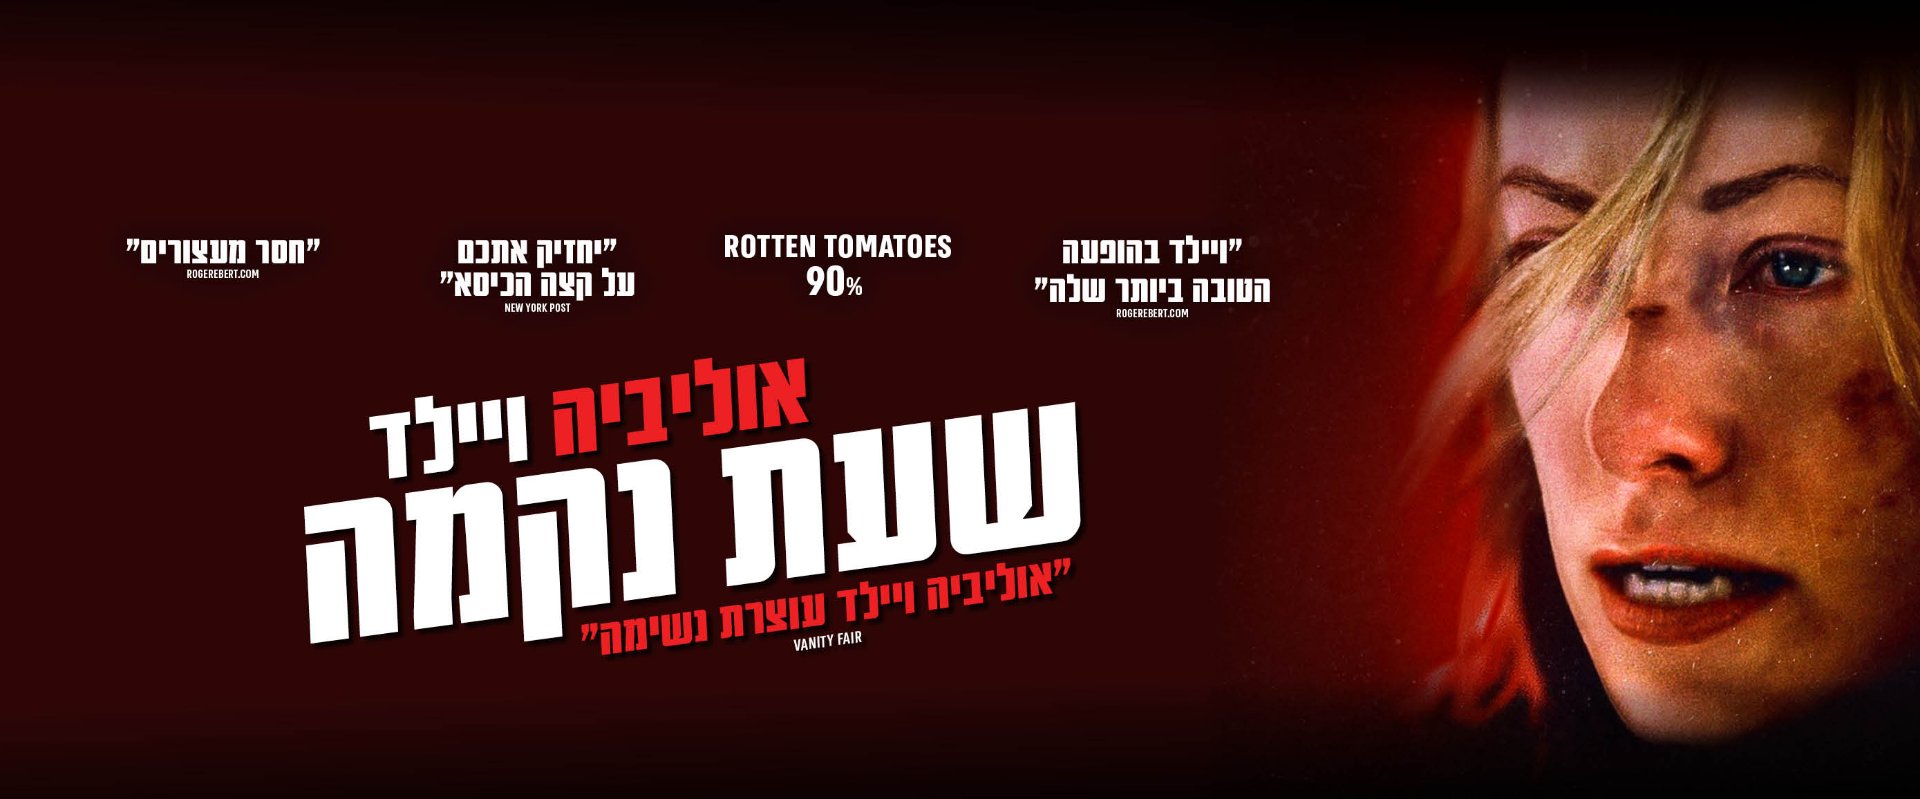 "ויילד בהופעה
הטובה ביותר שלה"
ROGEREBERT.COM
ROTTEN TOMATOES
90%
"יחזיק אתכם
על קצה הכיסא"
NEW YORK POST
"חסר מעצורים"
ROGEREBERT.COM
אוליביה ויילד
שעת נקמה
"אוליביה ויילד עוצרת נשימה"
VANITY FAIR